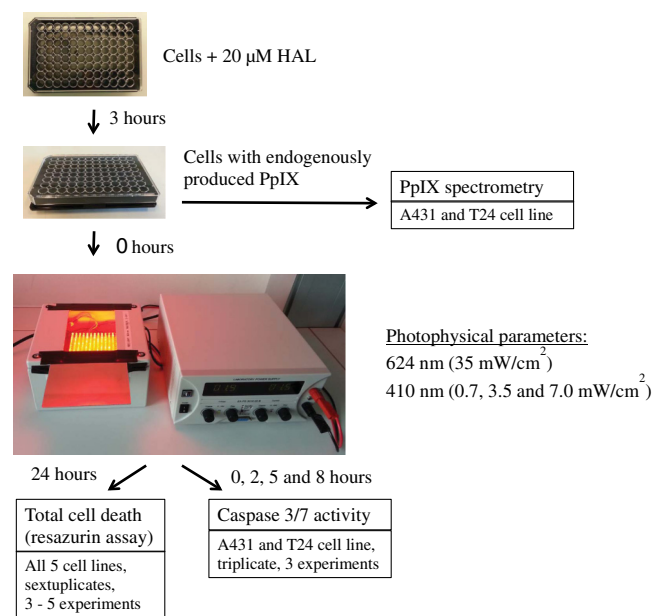 Cells + 20 µM HAL
3 hours
Cells with endogenously
produced PpIX
PpIX spectrometry
A431 and T24 cell line
0 hours
Photophysical parameters:
624 nm (35 mW/cm²)
410 nm (0.7, 3.5 and 7.0 mW/cm²)
24 hours
0, 2, 5 and 8 hours
Total cell death
(resazurin assay)
All 5 cell lines,
sextuplicates,
3 - 5 experiments
Caspase 3/7 activity
A431 and T24 cell line,
triplicate, 3 experiments